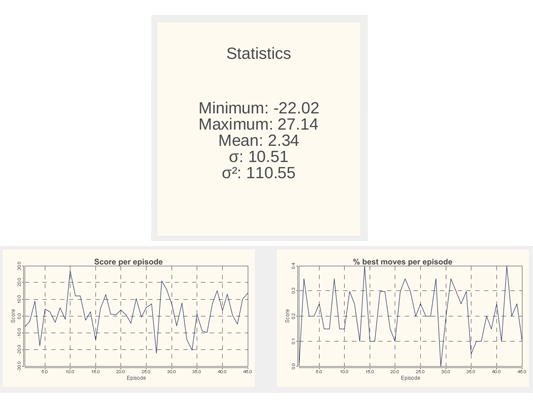 Statistics
Minimum: -22.02
Maximum: 27.14
Mean: 2.34
σ: 10.51
σ²: 110.55
Score per episode
30.0
20.0
10.0
0.0
-10.0
-20.0
-30.0
Score
5.0 10.0 15.0 20.0 25.0 30.0 35.0 40.0 45.0
Episode
% best moves per episode
0.4
0.3
0.2
0.1
0.0
Score
5.0 10.0 15.0 20.0 25.0 30.0 35.0 40.0 45.0
Episode